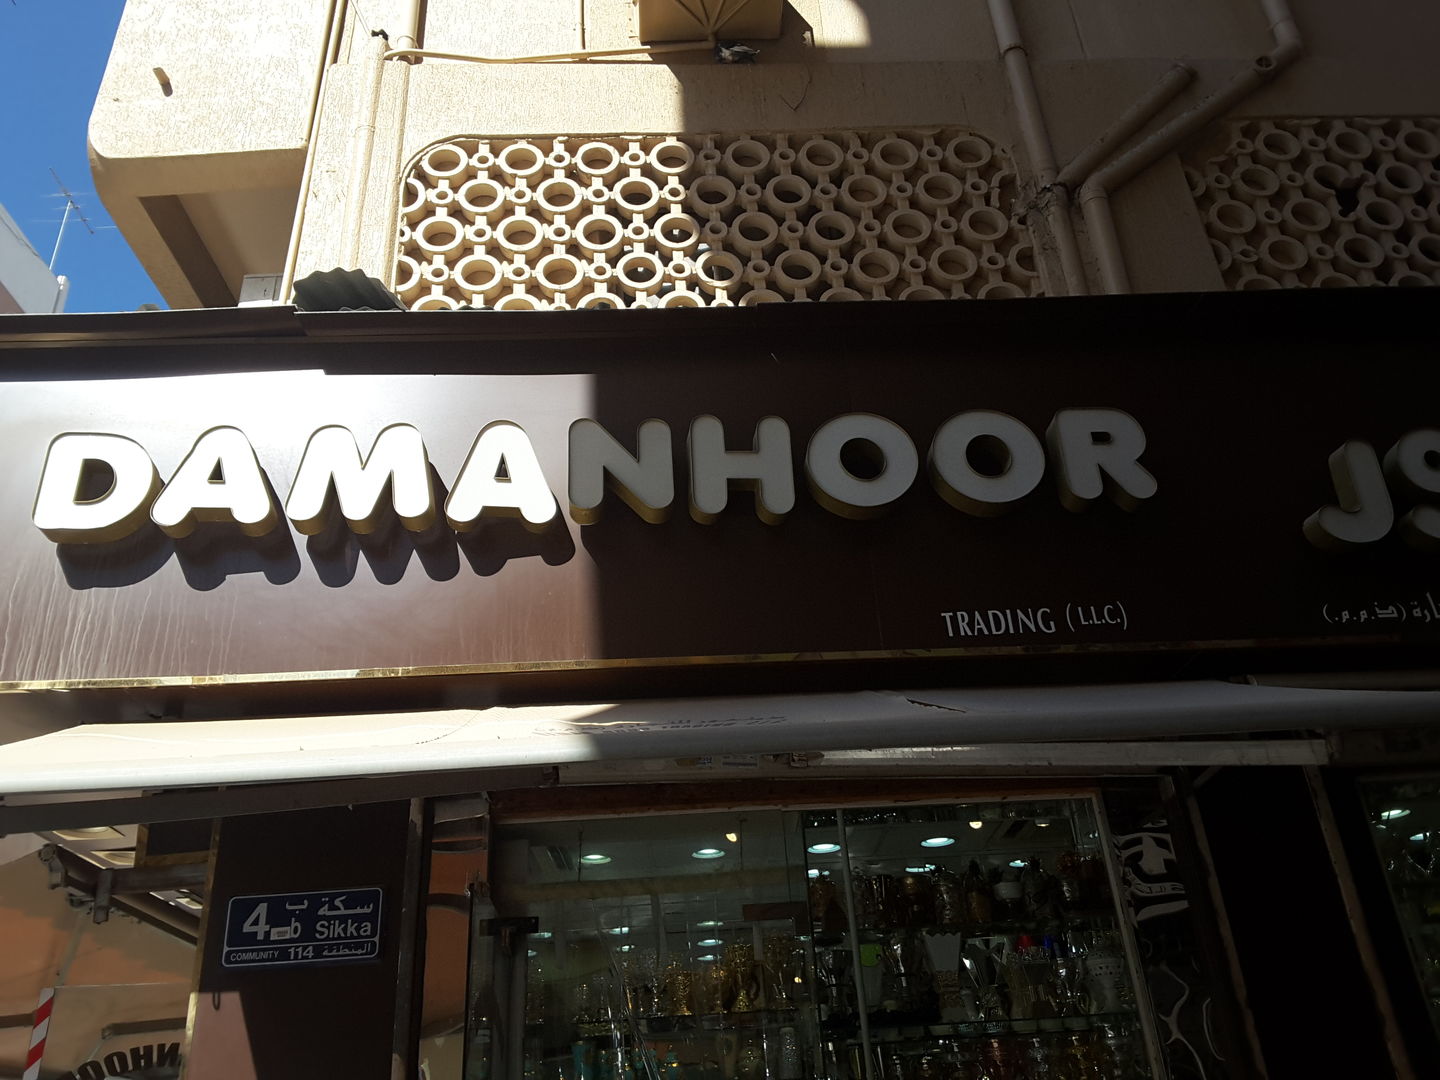 DAMANHOOR
TRADING (L.L.C.)
(ذ.م.م.)
4 b
سكة ب
Sikka
COMMUNITY 114 المنطقة